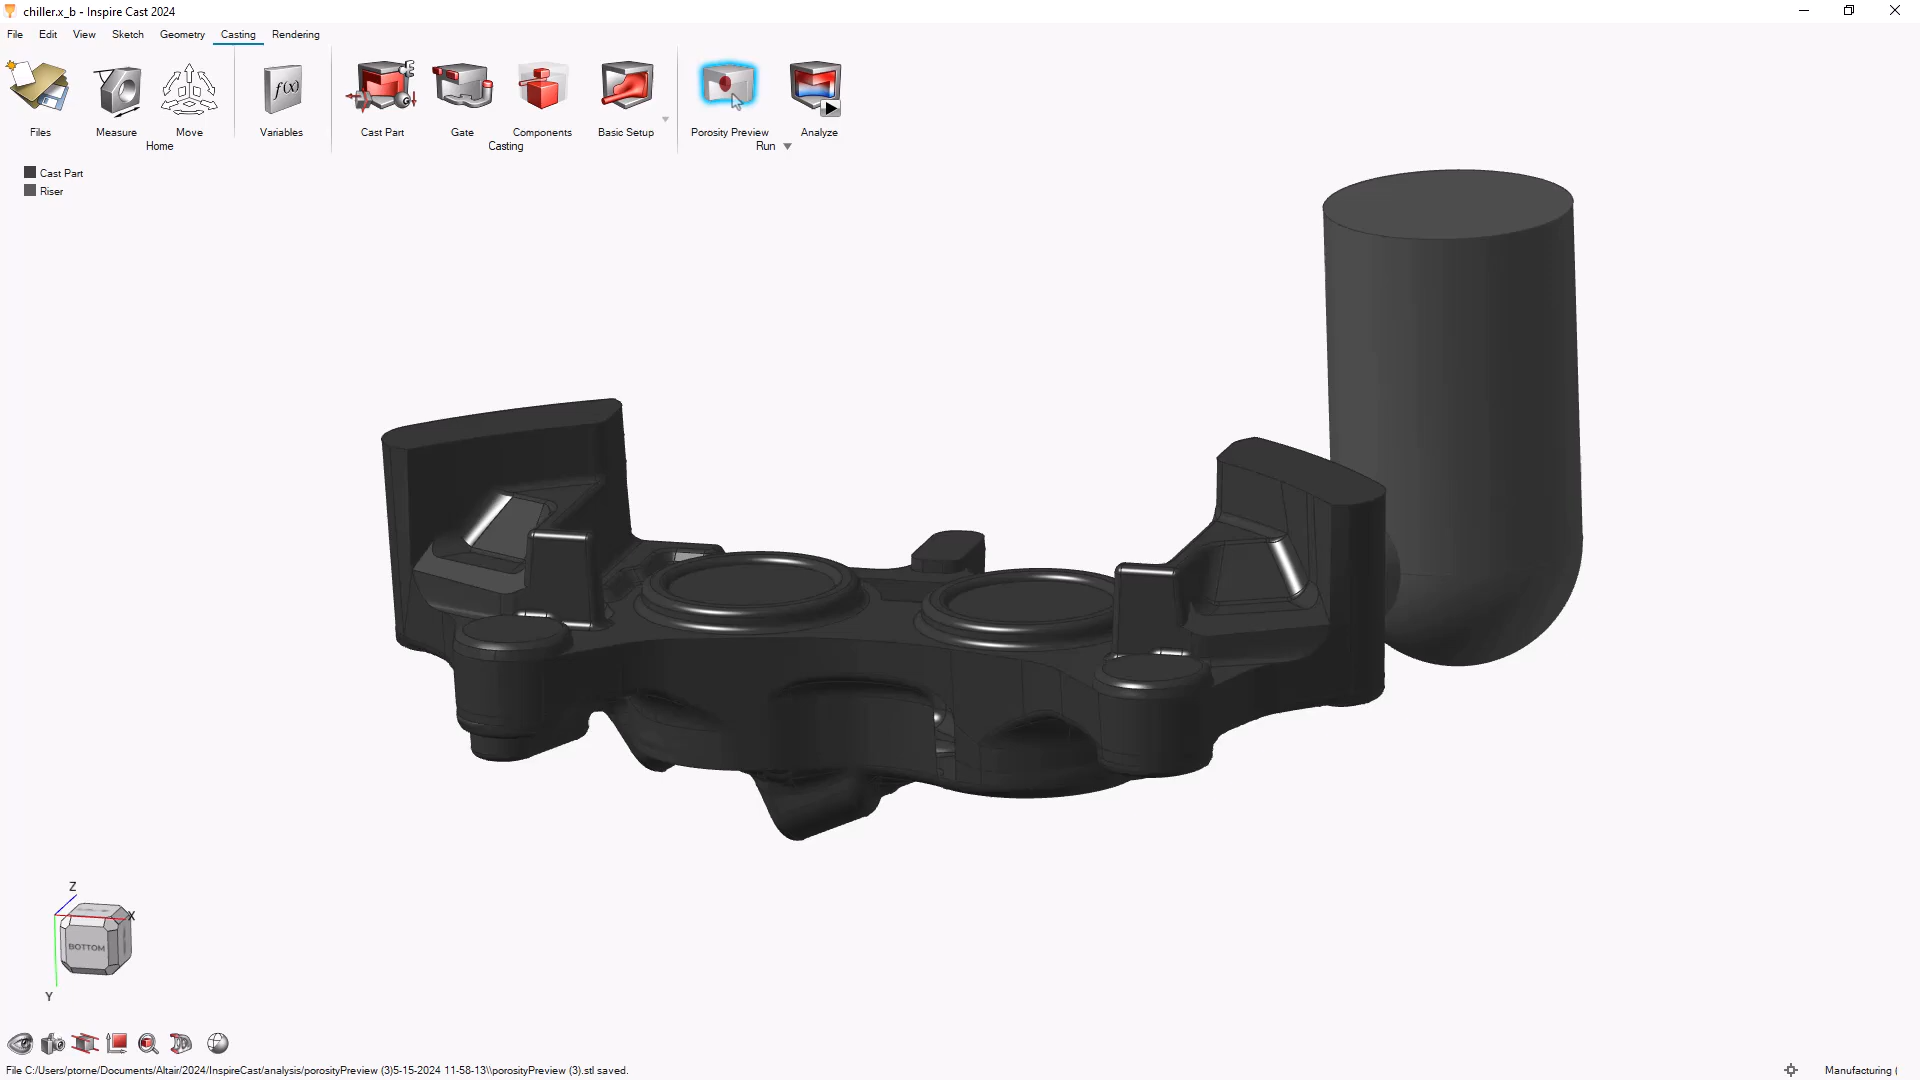 chiller.x_b - Inspire Cast 2024
File Edit View Sketch Geometry Casting Rendering
f(x)
Files Measure Move Variables Cast Part Gate Components Basic Setup Porosity Preview Analyze
Home Casting Run
Cast Part
Riser
Z
X
BOTTOM
Y
File C:/Users/ptorne/Documents/Altair/2024/InspireCast/analysis/porosityPreview (3)5-15-2024 11-58-13\\porosityPreview (3).stl saved.
Manufacturing (